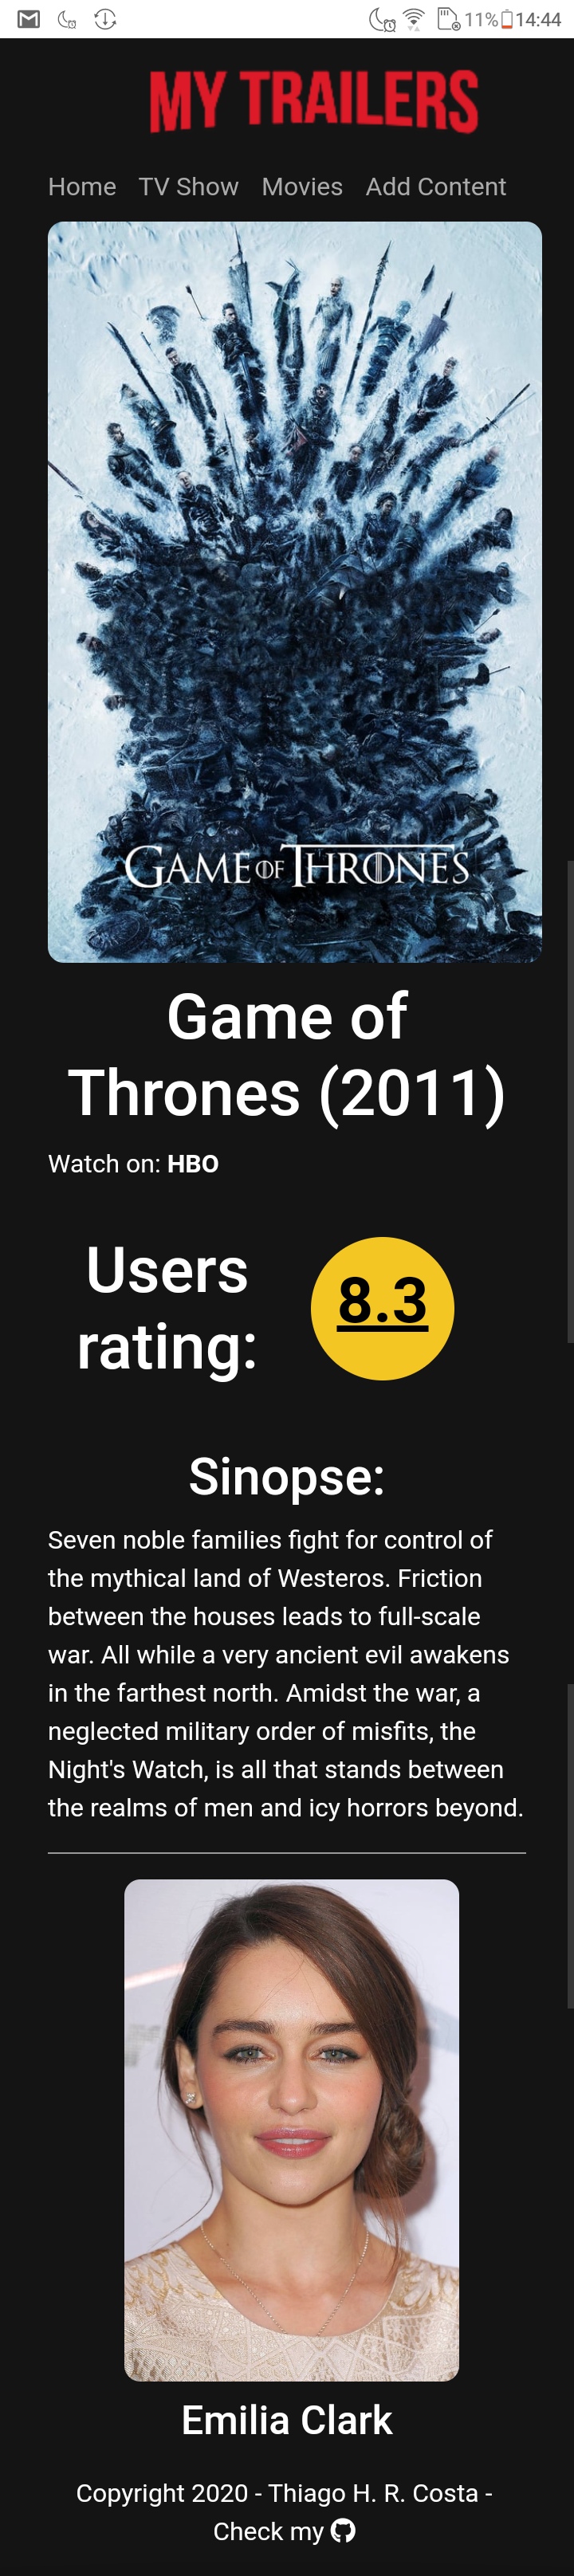 11% 14:44
MY TRAILERS
Home TV Show Movies Add Content
GAME OF THRONES
Game of
Thrones (2011)
Watch on: HBO
Users
rating:
8.3
Sinopse:
Seven noble families fight for control of
the mythical land of Westeros. Friction
between the houses leads to full-scale
war. All while a very ancient evil awakens
in the farthest north. Amidst the war, a
neglected military order of misfits, the
Night's Watch, is all that stands between
the realms of men and icy horrors beyond.
Emilia Clark
Copyright 2020 - Thiago H. R. Costa -
Check my